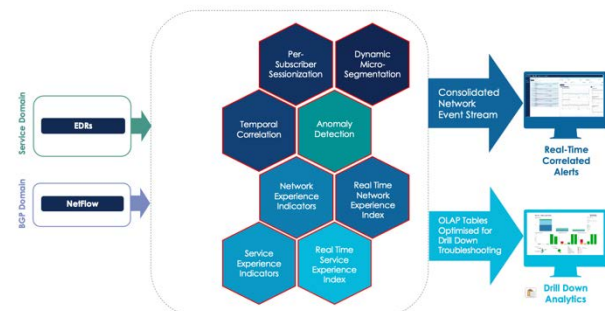 Service Domain
EDRs
BGP Domain
NetFlow
Per-
Subscriber
Sessionization
Dynamic
Micro-
Segmentation
Temporal
Correlation
Anomaly
Detection
Network
Experience
Indicators
Real Time
Network
Experience
Index
Service
Experience
Indicators
Real Time
Service
Experience
Index
Consolidated
Network
Event Stream
Real-Time
Correlated
Alerts
OLAP Tables
Optimised for
Drill Down
Troubleshooting
Drill Down
Analytics